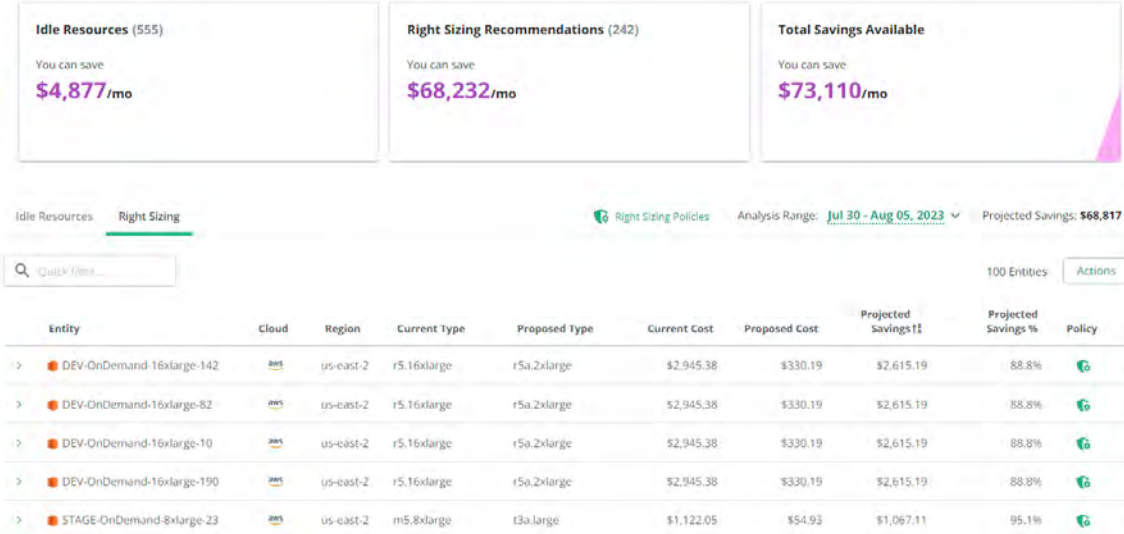 Idle Resources (555)
You can save
$4,877/mo
Right Sizing Recommendations (242)
You can save
$68,232/mo
Total Savings Available
You can save
$73,110/mo
Idle Resources Right Sizing Right Sizing Policies Analysis Range: Jul 30 - Aug 05, 2023 Projected Savings: $68,817
Quick filter... 100 Entities Actions
Entity Cloud Region Current Type Proposed Type Current Cost Proposed Cost Projected Savings Projected Savings % Policy
DEV-OnDemand-16xlarge-142 aws us-east-2 r5.16xlarge r5a.2xlarge $2,945.38 $330.19 $2,615.19 88.8%
DEV-OnDemand-16xlarge-82 aws us-east-2 r5.16xlarge r5a.2xlarge $2,945.38 $330.19 $2,615.19 88.8%
DEV-OnDemand-16xlarge-10 aws us-east-2 r5.16xlarge r5a.2xlarge $2,945.38 $330.19 $2,615.19 88.8%
DEV-OnDemand-16xlarge-190 aws us-east-2 r5.16xlarge r5a.2xlarge $2,945.38 $330.19 $2,615.19 88.8%
STAGE-OnDemand-8xlarge-23 aws us-east-2 m5.8xlarge t3a.large $1,122.05 $54.93 $1,067.11 95.1%